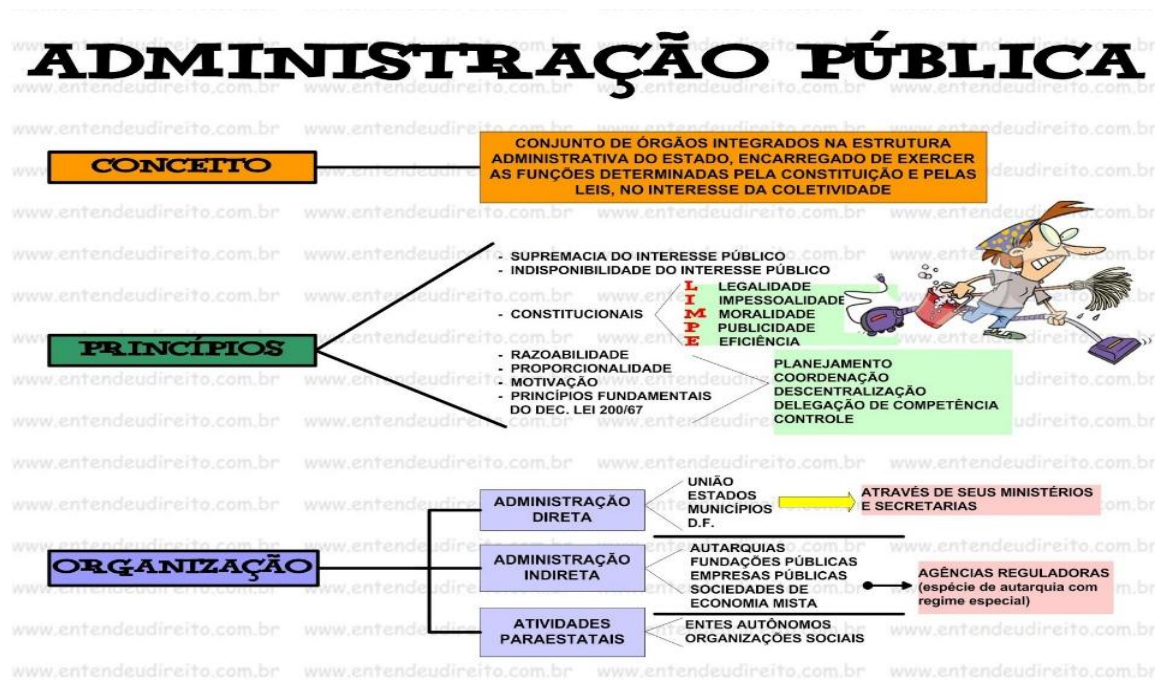 ADMINISTRAÇÃO PÚBLICA
CONCEITO
CONJUNTO DE ÓRGÃOS INTEGRADOS NA ESTRUTURA
ADMINISTRATIVA DO ESTADO, ENCARREGADO DE EXERCER
AS FUNÇÕES DETERMINADAS PELA CONSTITUIÇÃO E PELAS
LEIS, NO INTERESSE DA COLETIVIDADE
PRINCÍPIOS
- SUPREMACIA DO INTERESSE PÚBLICO
- INDISPONIBILIDADE DO INTERESSE PÚBLICO
- CONSTITUCIONAIS
L LEGALIDADE
I IMPESSOALIDADE
M MORALIDADE
P PUBLICIDADE
E EFICIÊNCIA
- RAZOABILIDADE
- PROPORCIONALIDADE
- MOTIVAÇÃO
- PRINCÍPIOS FUNDAMENTAIS
DO DEC. LEI 200/67
PLANEJAMENTO
COORDENAÇÃO
DESCENTRALIZAÇÃO
DELEGAÇÃO DE COMPETÊNCIA
CONTROLE
ORGANIZAÇÃO
ADMINISTRAÇÃO
DIRETA
UNIÃO
ESTADOS
MUNICÍPIOS
D.F.
ATRAVÉS DE SEUS MINISTÉRIOS
E SECRETARIAS
ADMINISTRAÇÃO
INDIRETA
AUTARQUIAS
FUNDAÇÕES PÚBLICAS
EMPRESAS PÚBLICAS
SOCIEDADES DE
ECONOMIA MISTA
AGÊNCIAS REGULADORAS
(espécie de autarquia com
regime especial)
ATIVIDADES
PARAESTATAIS
ENTES AUTÔNOMOS
ORGANIZAÇÕES SOCIAIS
www.entendeudireito.com.br